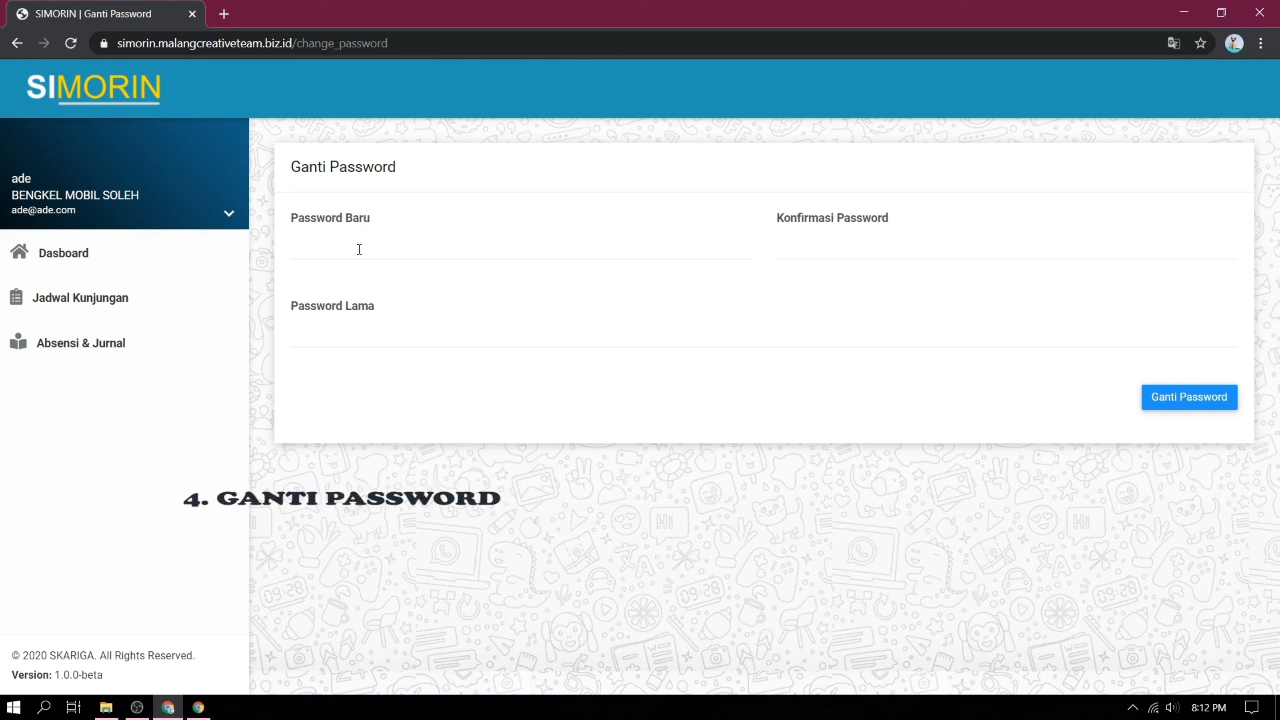 SIMORIN | Ganti Password
simorin.malangcreativeteam.biz.id/change_password
SIMORIN
ade
BENGKEL MOBIL SOLEH
ade@ade.com
Dasboard
Jadwal Kunjungan
Absensi & Jurnal
Ganti Password
Password Baru
Konfirmasi Password
Password Lama
Ganti Password
4. GANTI PASSWORD
© 2020 SKARIGA. All Rights Reserved.
Version: 1.0.0-beta
8:12 PM